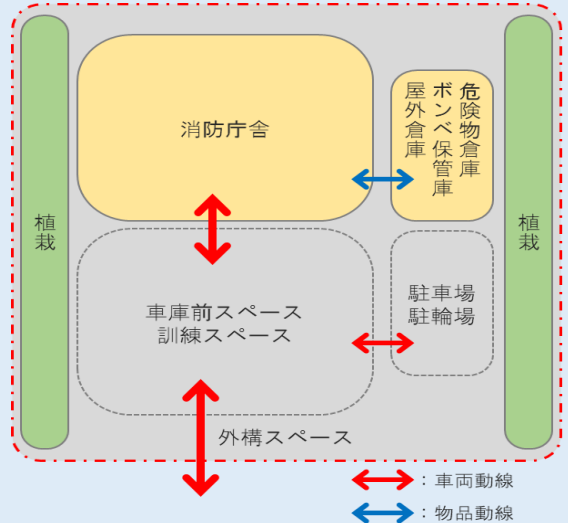 消防庁舎
危険物倉庫
ボンベ保管庫
屋外倉庫
植栽
植栽
車庫前スペース
訓練スペース
駐車場
駐輪場
外構スペース
：車両動線
：物品動線